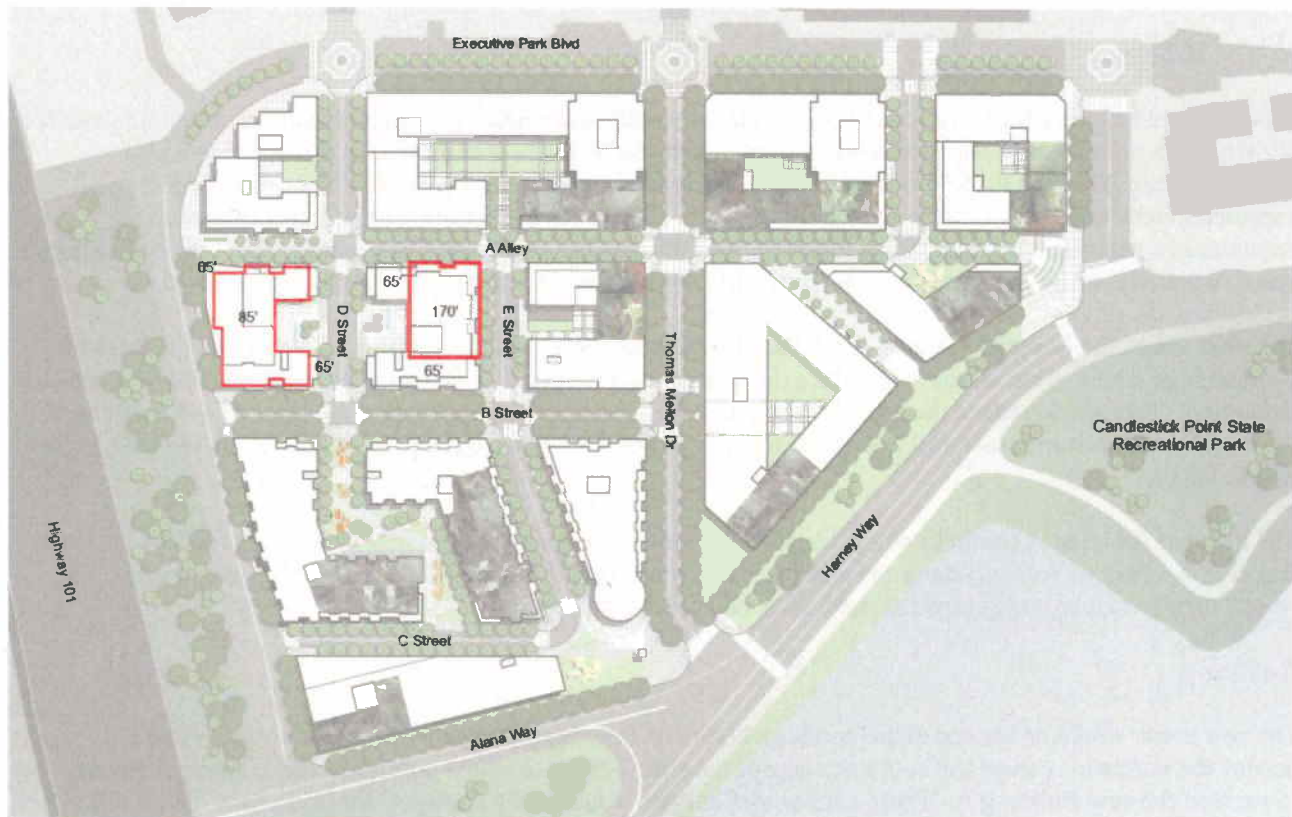 Executive Park Blvd
A Alley
65'
85'
65'
D Street
65'
170'
65'
E Street
Thomas Mellon Dr
B Street
Candlestick Point State
Recreational Park
Highway 101
Harney Way
C Street
Alana Way